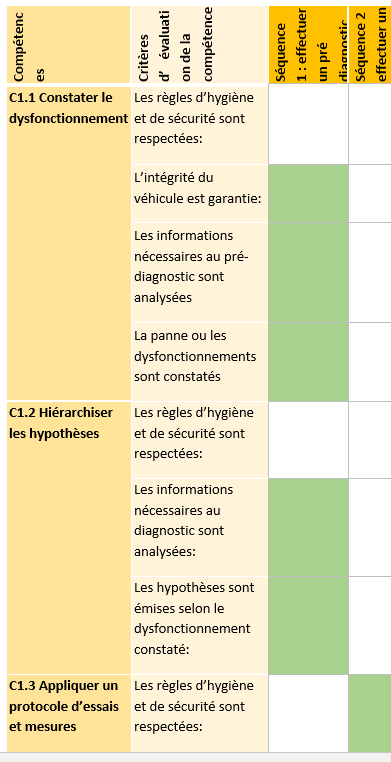 Compétenc
es
Critères
d’ évaluati
on de la
compétence
Séquence
1 : effectuer
un pré
diagnostic
Séquence 2
effectuer un
C1.1 Constater le
dysfonctionnement
Les règles d’hygiène
et de sécurité sont
respectées:
L’intégrité du
véhicule est garantie:
Les informations
nécessaires au pré-
diagnostic sont
analysées
La panne ou les
dysfonctionnements
sont constatés
C1.2 Hiérarchiser
les hypothèses
Les règles d’hygiène
et de sécurité sont
respectées:
Les informations
nécessaires au
diagnostic sont
analysées:
Les hypothèses sont
émises selon le
dysfonctionnement
constaté:
C1.3 Appliquer un
protocole d’essais
et mesures
Les règles d’hygiène
et de sécurité sont
respectées: